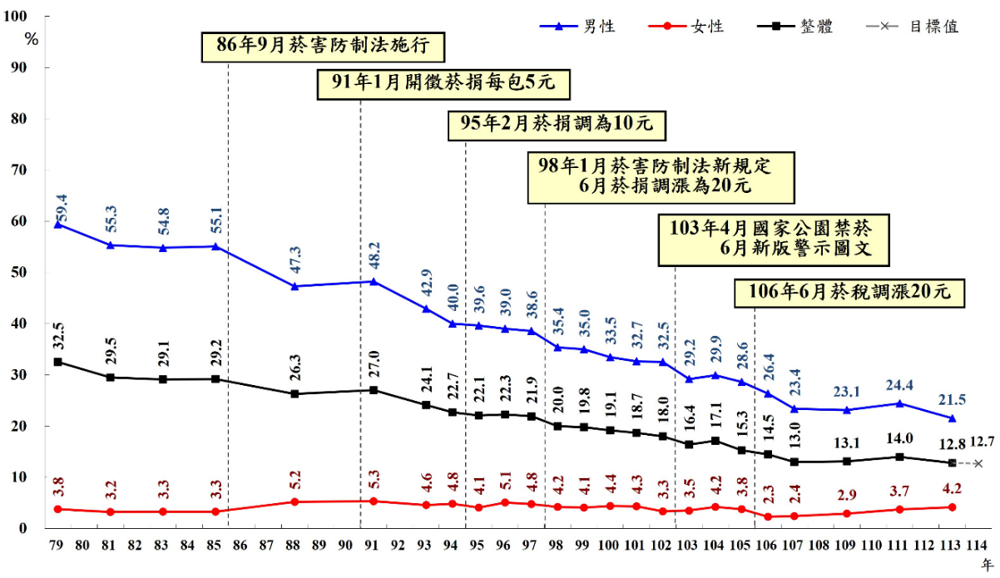 100
%
90
80
70
60
50
40
30
20
10
0
男性
女性
整體
目標值
86年9月菸害防制法施行
91年1月開徵菸捐每包5元
95年2月菸捐調為10元
98年1月菸害防制法新規定
6月菸捐調漲為20元
103年4月國家公園禁菸
6月新版警示圖文
106年6月菸稅調漲20元
59.4 55.3 54.8 55.1 47.3 48.2 42.9 40.0 39.6 39.0 38.6 35.4 35.0 33.5 32.7 32.5 29.2 29.9 28.6 26.4 23.4 23.1 24.4 21.5
32.5 29.5 29.1 29.2 26.3 27.0 24.1 22.7 22.1 22.3 21.9 20.0 19.8 19.1 18.7 18.0 16.4 17.1 15.3 14.5 13.0 13.1 14.0 12.8 12.7
3.8 3.2 3.3 3.3 5.2 5.3 4.6 4.8 4.1 5.1 4.8 4.2 4.1 4.4 4.3 3.3 3.5 4.2 3.8 2.3 2.4 2.9 3.7 4.2
79 80 81 82 83 84 85 86 87 88 89 90 91 92 93 94 95 96 97 98 99 100 101 102 103 104 105 106 107 108 109 110 111 112 113 114
年